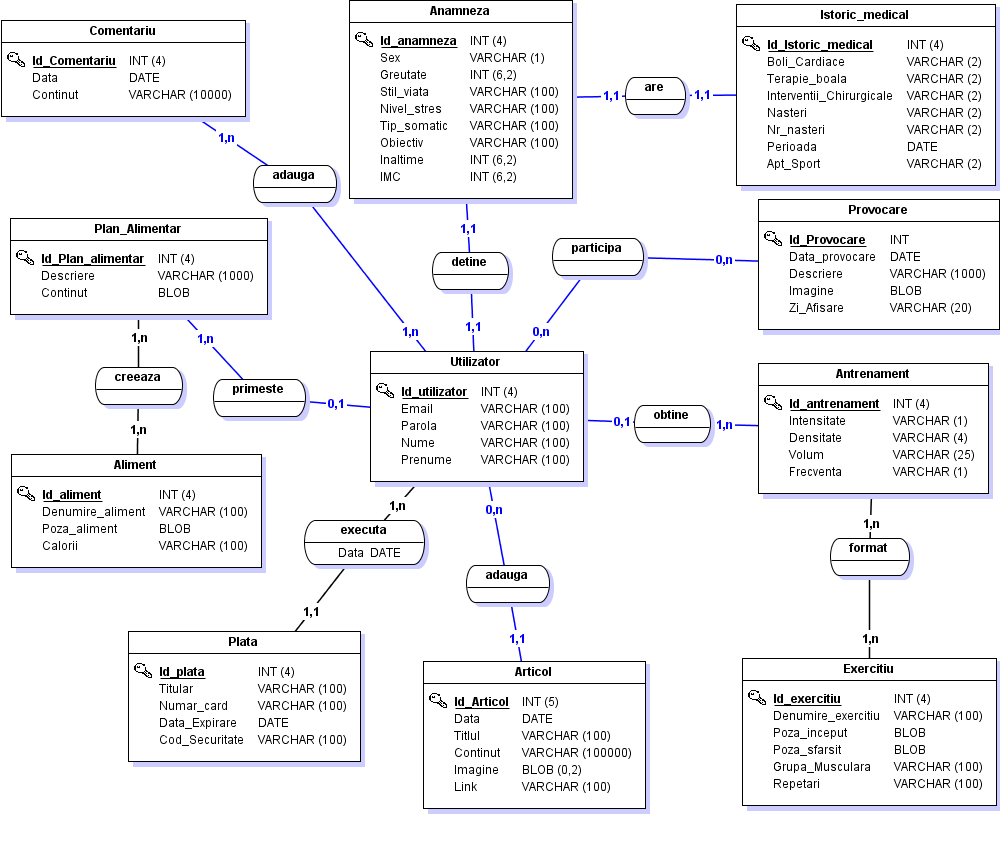 Comentariu
Id_Comentariu INT (4)
Data DATE
Continut VARCHAR (10000)
Anamneza
Id_anamneza INT (4)
Sex VARCHAR (1)
Greutate INT (6,2)
Stil_viata VARCHAR (100)
Nivel_stres VARCHAR (100)
Tip_somatic VARCHAR (100)
Obiectiv VARCHAR (100)
Inaltime INT (6,2)
IMC INT (6,2)
1,1
are
1,1
Istoric_medical
Id_Istoric_medical INT (4)
Boli_Cardiace VARCHAR (2)
Terapie_boala VARCHAR (2)
Interventii_Chirurgicale VARCHAR (2)
Nasteri VARCHAR (2)
Nr_nasteri VARCHAR (2)
Perioada DATE
Apt_Sport VARCHAR (2)
1,n
adauga
1,n
1,1
detine
1,1
participa
0,n
0,n
Provocare
Id_Provocare INT
Data_provocare DATE
Descriere VARCHAR (1000)
Imagine BLOB
Zi_Afisare VARCHAR (20)
Plan_Alimentar
Id_Plan_alimentar INT (4)
Descriere VARCHAR (1000)
Continut BLOB
1,n
creeaza
1,n
1,n
primeste
0,1
Utilizator
Id_utilizator INT (4)
Email VARCHAR (100)
Parola VARCHAR (100)
Nume VARCHAR (100)
Prenume VARCHAR (100)
0,1
obtine
1,n
Antrenament
Id_antrenament INT (4)
Intensitate VARCHAR (1)
Densitate VARCHAR (4)
Volum VARCHAR (25)
Frecventa VARCHAR (1)
Aliment
Id_aliment INT (4)
Denumire_aliment VARCHAR (100)
Poza_aliment BLOB
Calorii VARCHAR (100)
1,n
executa
Data DATE
1,1
0,n
adauga
1,1
1,n
format
1,n
Plata
Id_plata INT (4)
Titular VARCHAR (100)
Numar_card VARCHAR (100)
Data_Expirare DATE
Cod_Securitate VARCHAR (100)
Articol
Id_Articol INT (5)
Data DATE
Titlul VARCHAR (100)
Continut VARCHAR (100000)
Imagine BLOB (0,2)
Link VARCHAR (100)
Exercitiu
Id_exercitiu INT (4)
Denumire_exercitiu VARCHAR (100)
Poza_inceput BLOB
Poza_sfarsit BLOB
Grupa_Musculara VARCHAR (100)
Repetari VARCHAR (100)